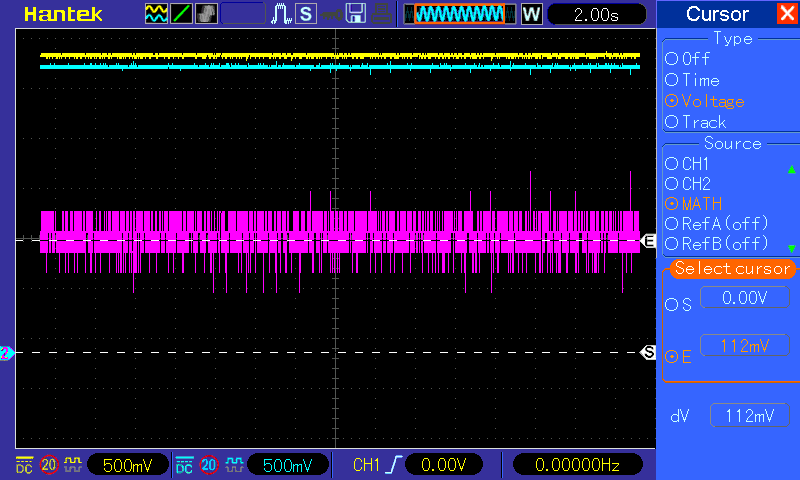 Hantek
S
W
2.00s
Cursor
Type
Off
Time
Voltage
Track
Source
CH1
CH2
MATH
RefA(off)
RefB(off)
Select cursor
S 0.00V
E 112mV
dV 112mV
E
2
S
DC 20 500mV DC 20 500mV CH1 0.00V 0.00000Hz